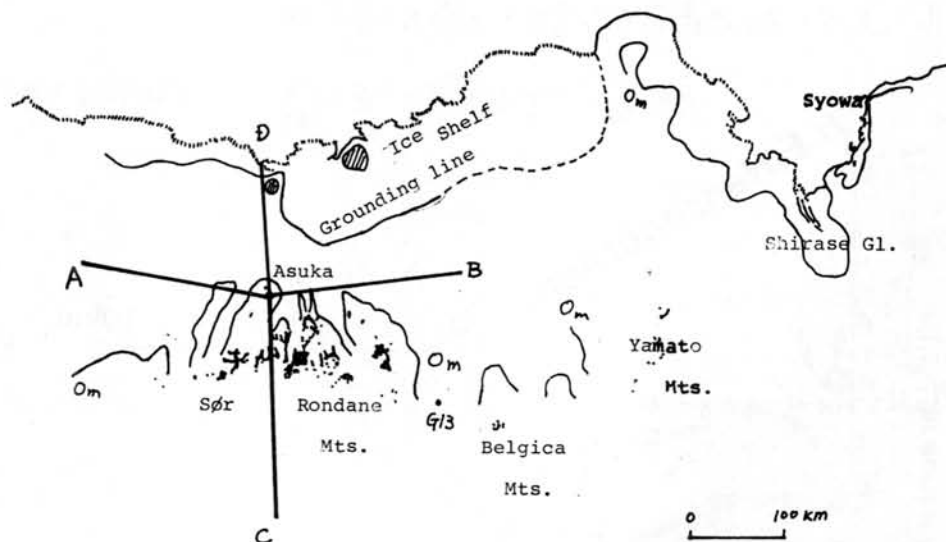 Ice Shelf
Grounding line
Om
Syowa
Shirase Gl.
D
A
Asuka
B
Om
Sør
Rondane
Mts.
Om
G13
Belgica
Mts.
Om
Yamato
Mts.
C
0 100 KM